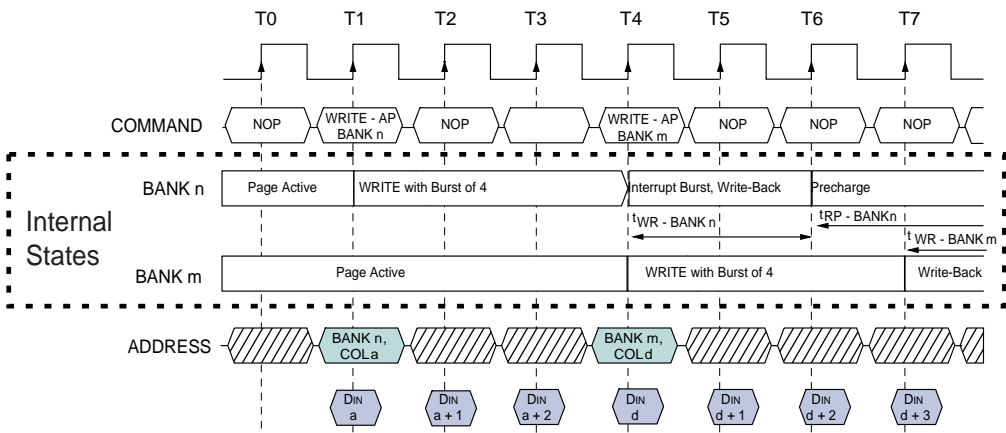 T0 T1 T2 T3 T4 T5 T6 T7
COMMAND
NOP
WRITE - AP
BANK n
NOP
WRITE - AP
BANK m
NOP
NOP
NOP
Internal
States
BANK n
Page Active
WRITE with Burst of 4
Interrupt Burst, Write-Back
Precharge
tWR - BANK n
tRP - BANK n
tWR - BANK m
BANK m
Page Active
WRITE with Burst of 4
Write-Back
ADDRESS
BANK n,
COL a
BANK m,
COL d
DIN
a
DIN
a + 1
DIN
a + 2
DIN
d
DIN
d + 1
DIN
d + 2
DIN
d + 3